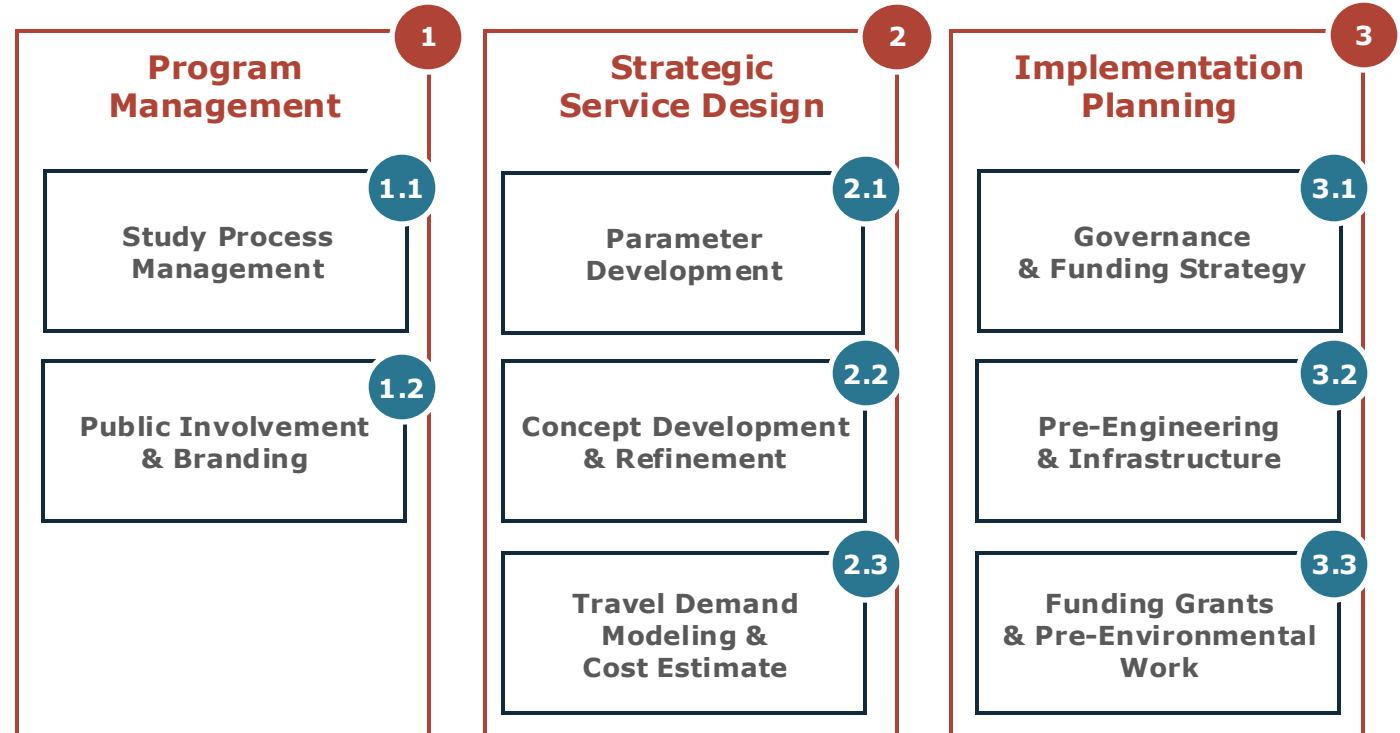 1
Program
Management
1.1
Study Process
Management
1.2
Public Involvement
& Branding
2
Strategic
Service Design
2.1
Parameter
Development
2.2
Concept Development
& Refinement
2.3
Travel Demand
Modeling &
Cost Estimate
3
Implementation
Planning
3.1
Governance
& Funding Strategy
3.2
Pre-Engineering
& Infrastructure
3.3
Funding Grants
& Pre-Environmental
Work